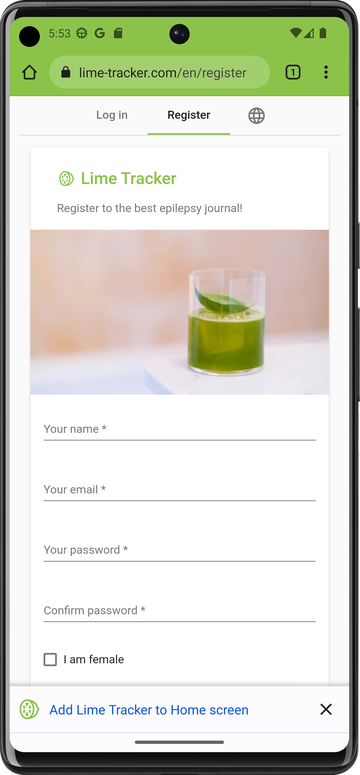 5:53
lime-tracker.com/en/register
1
Log in
Register
Lime Tracker
Register to the best epilepsy journal!
Your name *
Your email *
Your password *
Confirm password *
I am female
Add Lime Tracker to Home screen